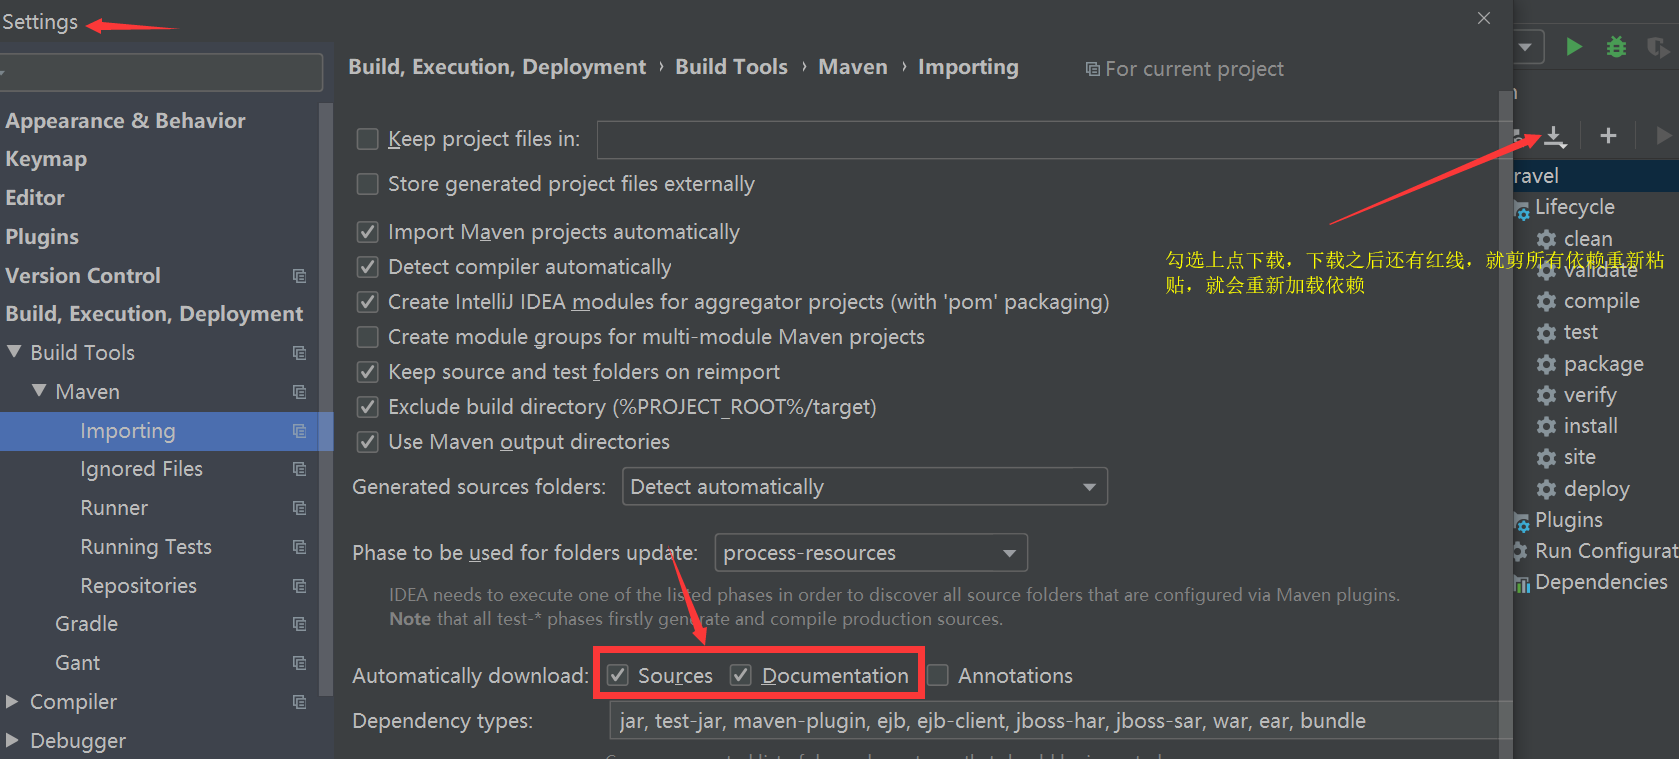 Settings
Build, Execution, Deployment › Build Tools › Maven › Importing
For current project
Appearance & Behavior
Keymap
Editor
Plugins
Version Control
Build, Execution, Deployment
Build Tools
Maven
Importing
Ignored Files
Runner
Running Tests
Repositories
Gradle
Gant
Compiler
Debugger
Keep project files in:
Store generated project files externally
Import Maven projects automatically
Detect compiler automatically
Create IntelliJ IDEA modules for aggregator projects (with 'pom' packaging)
Create module groups for multi-module Maven projects
Keep source and test folders on reimport
Exclude build directory (%PROJECT_ROOT%/target)
Use Maven output directories
Generated sources folders: Detect automatically
Phase to be used for folders update: process-resources
IDEA needs to execute one of the listed phases in order to discover all source folders that are configured via Maven plugins.
Note that all test-* phases firstly generate and compile production sources.
Automatically download: Sources Documentation Annotations
Dependency types: jar, test-jar, maven-plugin, ejb, ejb-client, jboss-har, jboss-sar, war, ear, bundle
勾选上点下载，下载之后还有红线，就剪所有依赖重新粘
贴，就会重新加载依赖
ravel
Lifecycle
clean
validate
compile
test
package
verify
install
site
deploy
Plugins
Run Configurat
Dependencies